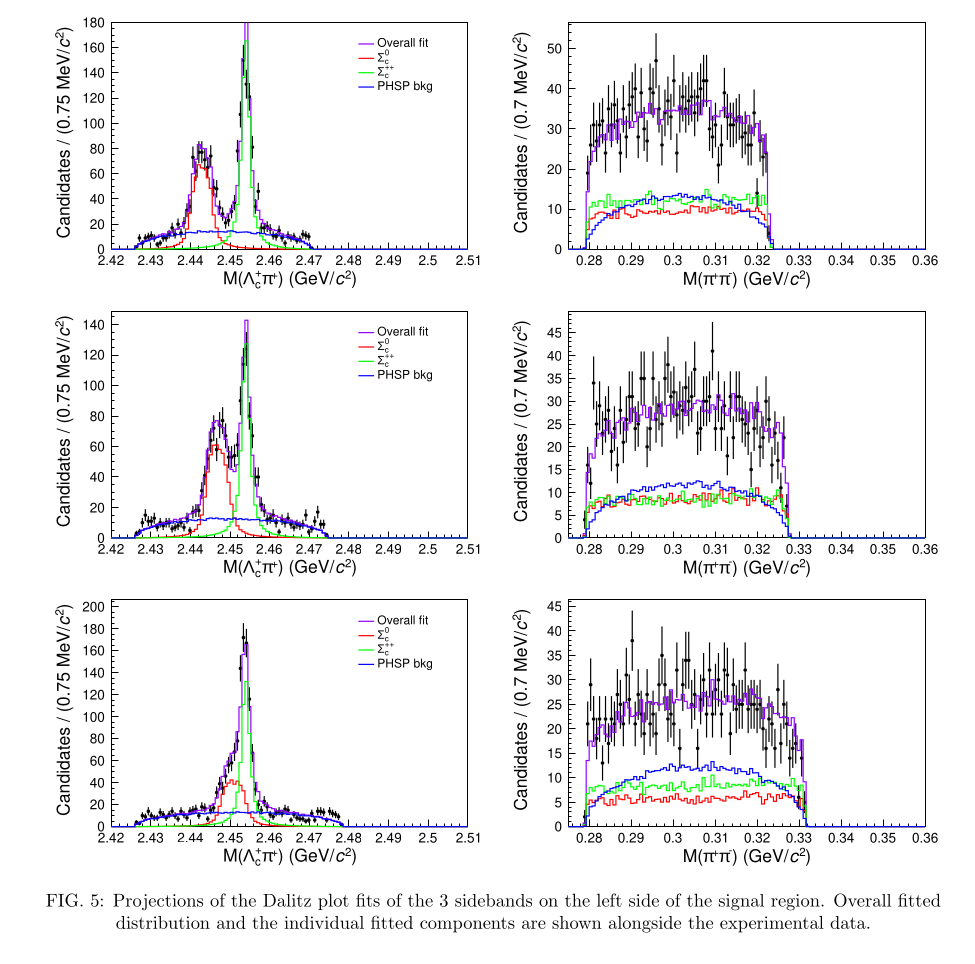 180
160
140
120
100
80
60
40
20
0
Candidates / (0.75 MeV/c²)
Overall fit
Σc⁰
Σc⁺⁺
PHSP bkg
2.42 2.43 2.44 2.45 2.46 2.47 2.48 2.49 2.5 2.51
M(Λc⁺π⁺) (GeV/c²)
50
40
30
20
10
0
Candidates / (0.7 MeV/c²)
0.28 0.29 0.3 0.31 0.32 0.33 0.34 0.35 0.36
M(π⁺π⁻) (GeV/c²)
140
120
100
80
60
40
20
0
Candidates / (0.75 MeV/c²)
Overall fit
Σc⁰
Σc⁺⁺
PHSP bkg
2.42 2.43 2.44 2.45 2.46 2.47 2.48 2.49 2.5 2.51
M(Λc⁺π⁺) (GeV/c²)
45
40
35
30
25
20
15
10
5
0
Candidates / (0.7 MeV/c²)
0.28 0.29 0.3 0.31 0.32 0.33 0.34 0.35 0.36
M(π⁺π⁻) (GeV/c²)
200
180
160
140
120
100
80
60
40
20
0
Candidates / (0.75 MeV/c²)
Overall fit
Σc⁰
Σc⁺⁺
PHSP bkg
2.42 2.43 2.44 2.45 2.46 2.47 2.48 2.49 2.5 2.51
M(Λc⁺π⁺) (GeV/c²)
45
40
35
30
25
20
15
10
5
0
Candidates / (0.7 MeV/c²)
0.28 0.29 0.3 0.31 0.32 0.33 0.34 0.35 0.36
M(π⁺π⁻) (GeV/c²)
FIG. 5: Projections of the Dalitz plot fits of the 3 sidebands on the left side of the signal region. Overall fitted
distribution and the individual fitted components are shown alongside the experimental data.